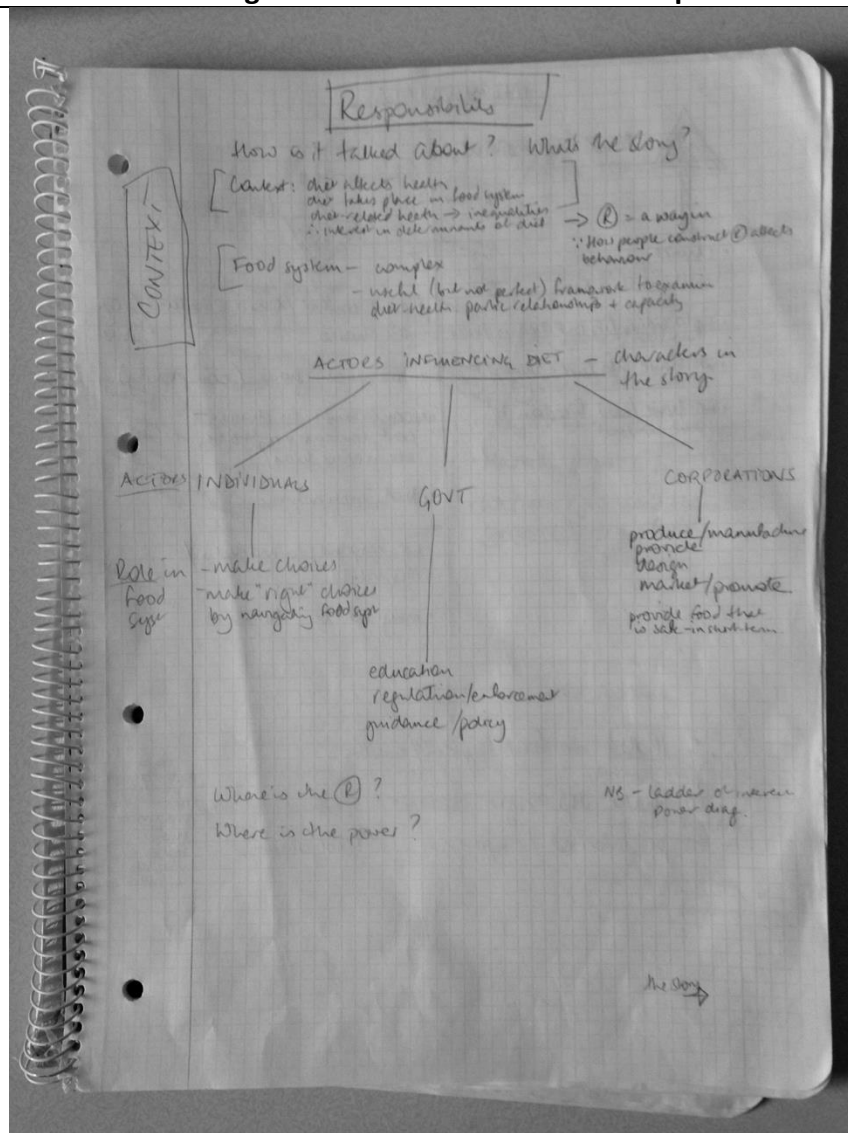 Responsibility
How is it talked about? What's the story?
CONTEXT
[Context: diet affects health
diet takes place in food system
diet-related health → inequalities
∴ interest in determinants of diet]
→ Ⓡ = a way in
∵ How people construct Ⓡ affects
behaviour
[Food system - complex
- useful (but not perfect) framework to examine
diet-health partic relationships + capacity
ACTORS INFLUENCING DIET - characters in
the story
ACTORS INDIVIDUALS
GOVT
CORPORATIONS
Role in
food
syst
- make choices
- make "right" choices
by navigating food syst
produce/manufacture
provide
design
market/promote
provide food that
is safe-in short term.
education
regulation/enforcement
guidance/policy
Where is the Ⓡ?
Where is the power?
NB - ladder of
power diag.
the story →